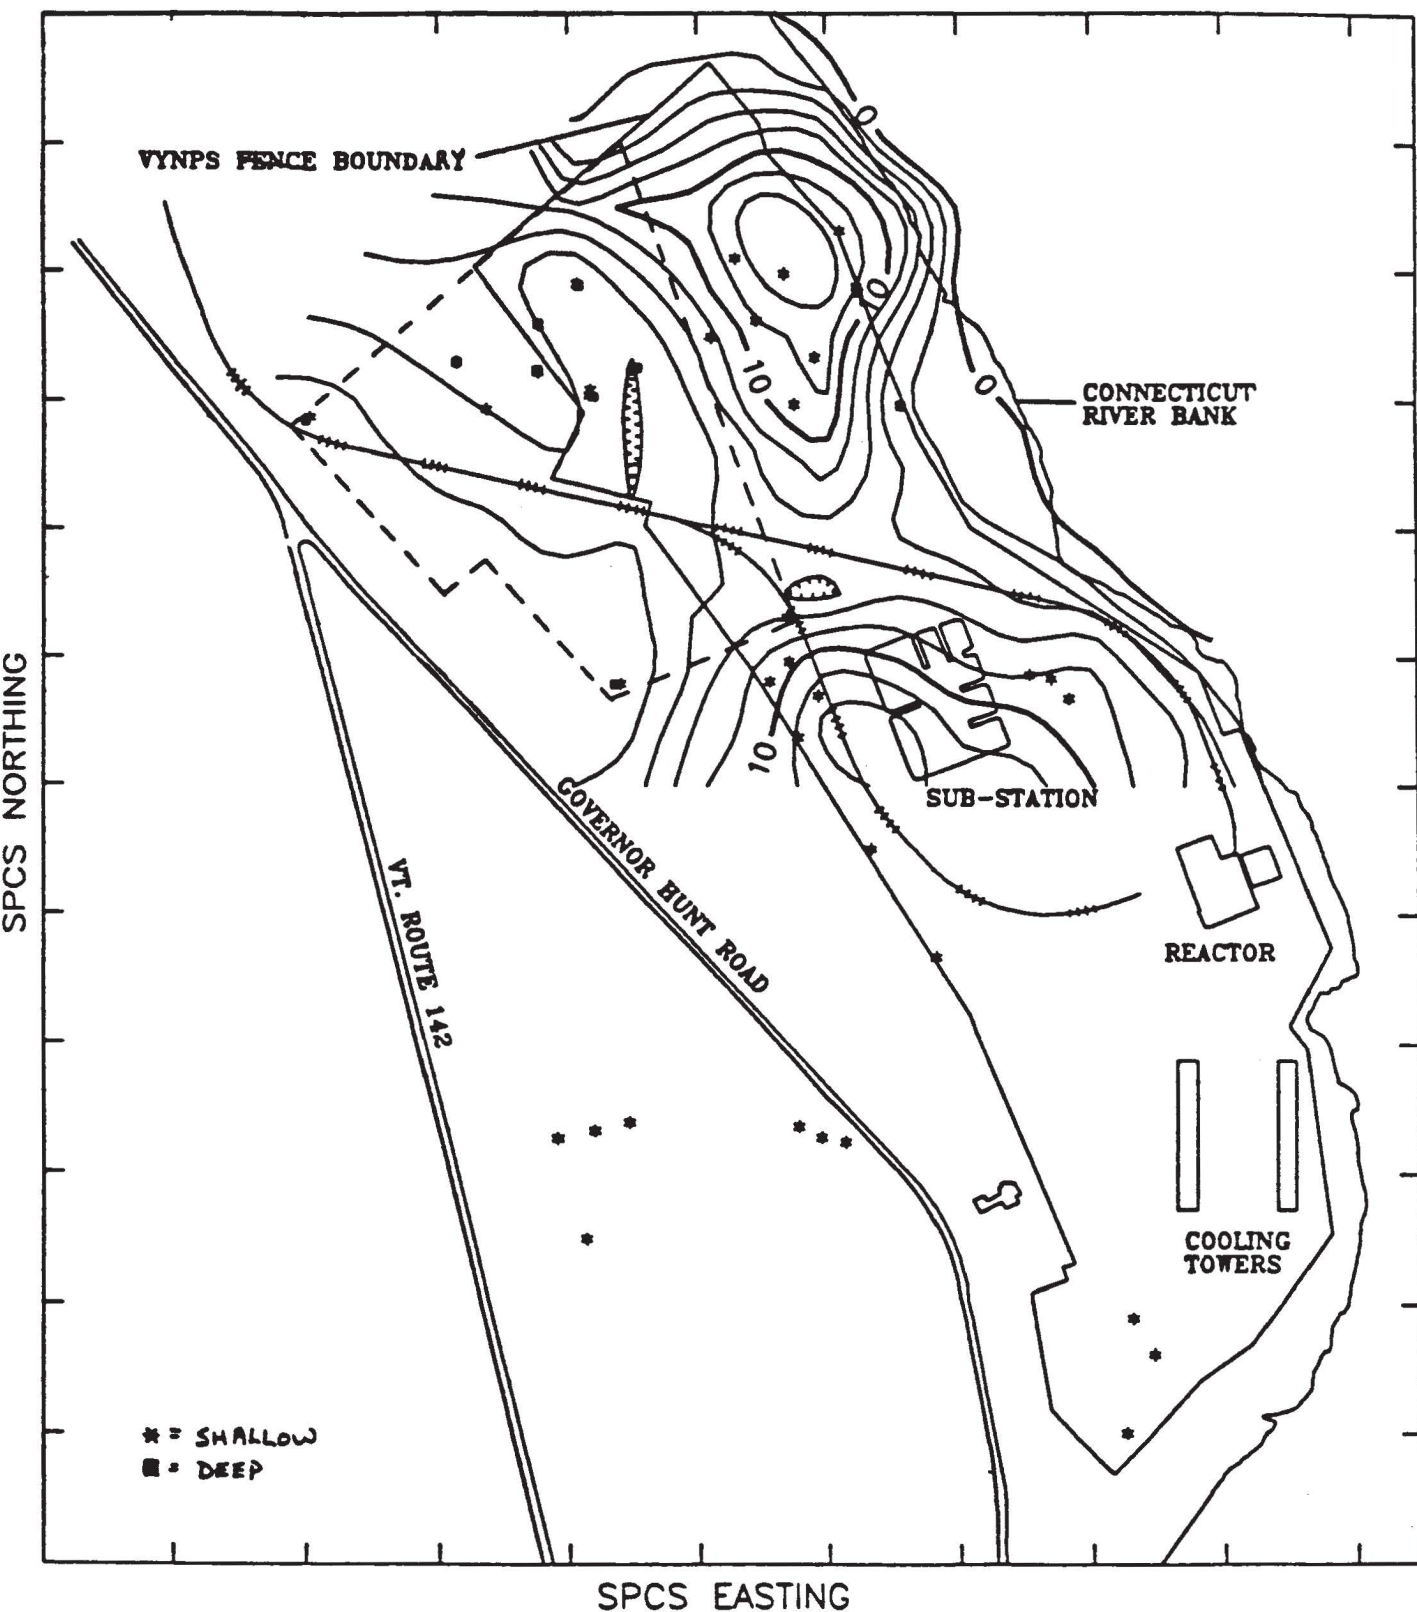 0
VYNPS FENCE BOUNDARY
10
0
10
CONNECTICUT
RIVER BANK
10
SUB-STATION
GOVERNOR HUNT ROAD
VT. ROUTE 142
REACTOR
COOLING
TOWERS
* = SHALLOW
■ = DEEP
SPCS NORTHING
SPCS EASTING